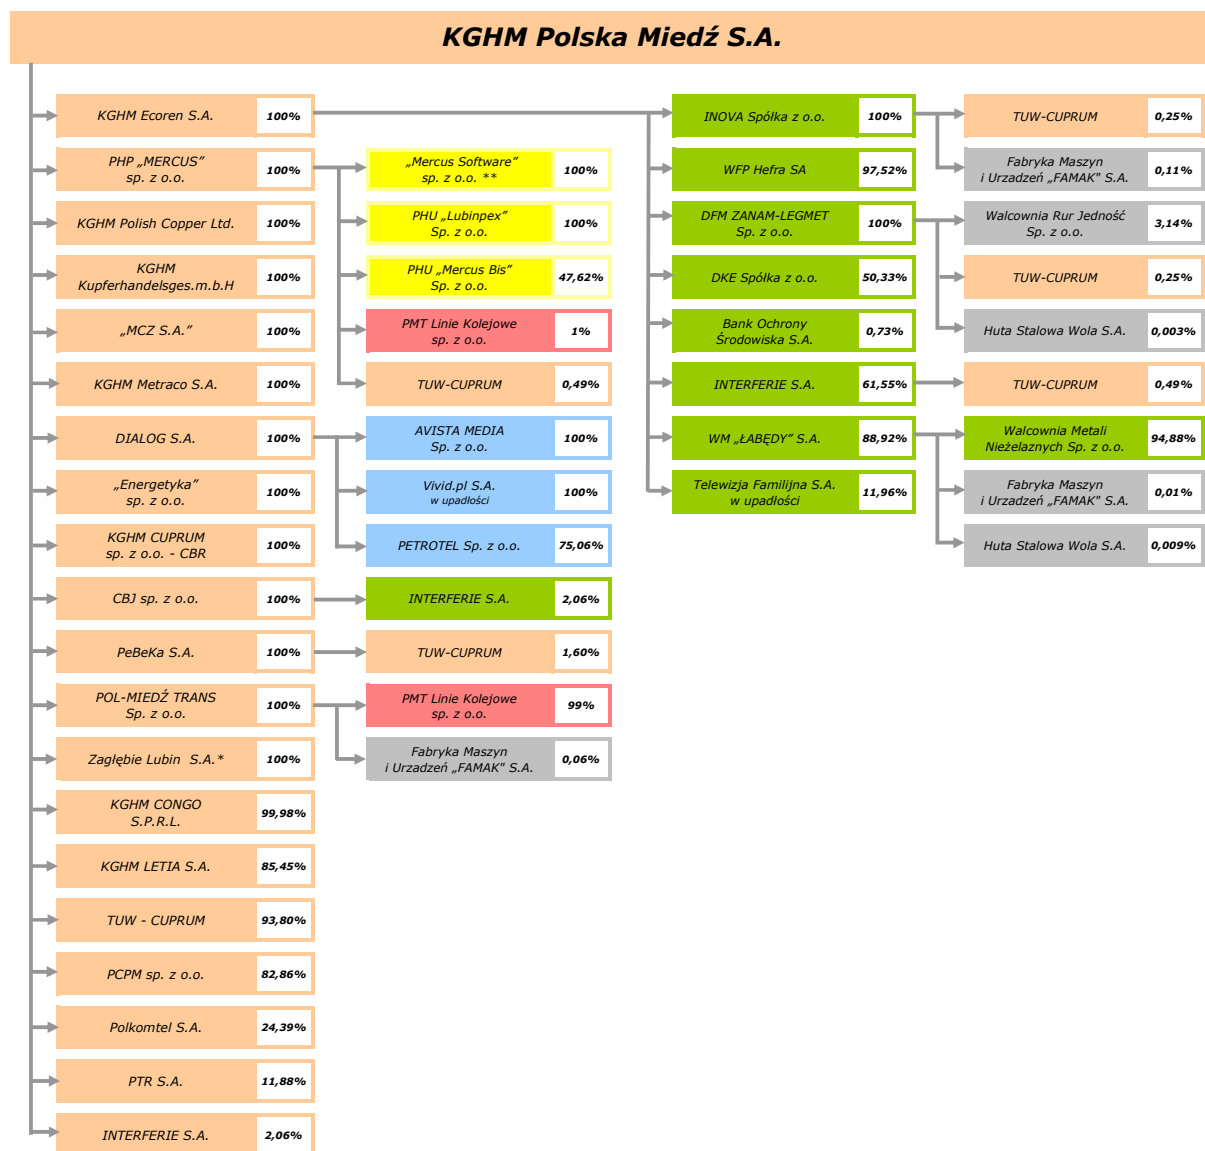 KGHM Polska Miedź S.A.
KGHM Ecoren S.A.
100%
PHP „MERCUS”
sp. z o.o.
100%
KGHM Polish Copper Ltd.
100%
KGHM
Kupferhandelsges.m.b.H
100%
„MCZ S.A.”
100%
KGHM Metraco S.A.
100%
DIALOG S.A.
100%
„Energetyka”
sp. z o.o.
100%
KGHM CUPRUM
sp. z o.o. - CBR
100%
CBJ sp. z o.o.
100%
PeBeKa S.A.
100%
POL-MIEDŹ TRANS
Sp. z o.o.
100%
Zagłębie Lubin S.A.*
100%
KGHM CONGO
S.P.R.L.
99,98%
KGHM LETIA S.A.
85,45%
TUW - CUPRUM
93,80%
PCPM sp. z o.o.
82,86%
Polkomtel S.A.
24,39%
PTR S.A.
11,88%
INTERFERIE S.A.
2,06%
„Mercus Software”
sp. z o.o. **
100%
PHU „Lubinpex”
Sp. z o.o.
100%
PHU „Mercus Bis”
Sp. z o.o.
47,62%
PMT Linie Kolejowe
sp. z o.o.
1%
TUW-CUPRUM
0,49%
AVISTA MEDIA
Sp. z o.o.
100%
Vivid.pl S.A.
w upadłości
100%
PETROTEL Sp. z o.o.
75,06%
INTERFERIE S.A.
2,06%
TUW-CUPRUM
1,60%
PMT Linie Kolejowe
sp. z o.o.
99%
Fabryka Maszyn
i Urzadzeń „FAMAK" S.A.
0,06%
INOVA Spółka z o.o.
100%
WFP Hefra SA
97,52%
DFM ZANAM-LEGMET
Sp. z o.o.
100%
DKE Spółka z o.o.
50,33%
Bank Ochrony
Środowiska S.A.
0,73%
INTERFERIE S.A.
61,55%
WM „ŁABĘDY” S.A.
88,92%
Telewizja Familijna S.A.
w upadłości
11,96%
TUW-CUPRUM
0,25%
Fabryka Maszyn
i Urzadzeń „FAMAK" S.A.
0,11%
Walcownia Rur Jedność
Sp. z o.o.
3,14%
TUW-CUPRUM
0,25%
Huta Stalowa Wola S.A.
0,003%
TUW-CUPRUM
0,49%
Walcownia Metali
Nieżelaznych Sp. z o.o.
94,88%
Fabryka Maszyn
i Urzadzeń „FAMAK" S.A.
0,01%
Huta Stalowa Wola S.A.
0,009%